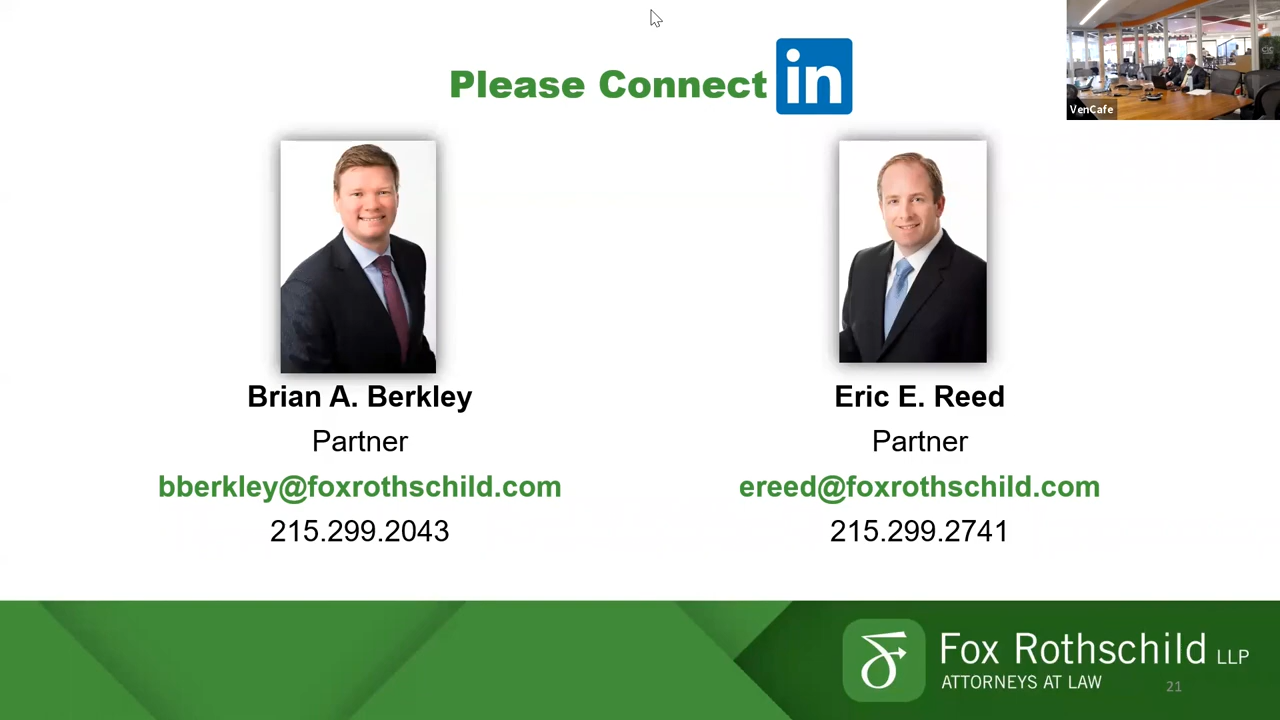 Please Connect in
VenCafe
Brian A. Berkley
Partner
bberkley@foxrothschild.com
215.299.2043
Eric E. Reed
Partner
ereed@foxrothschild.com
215.299.2741
Fox Rothschild LLP
ATTORNEYS AT LAW
21